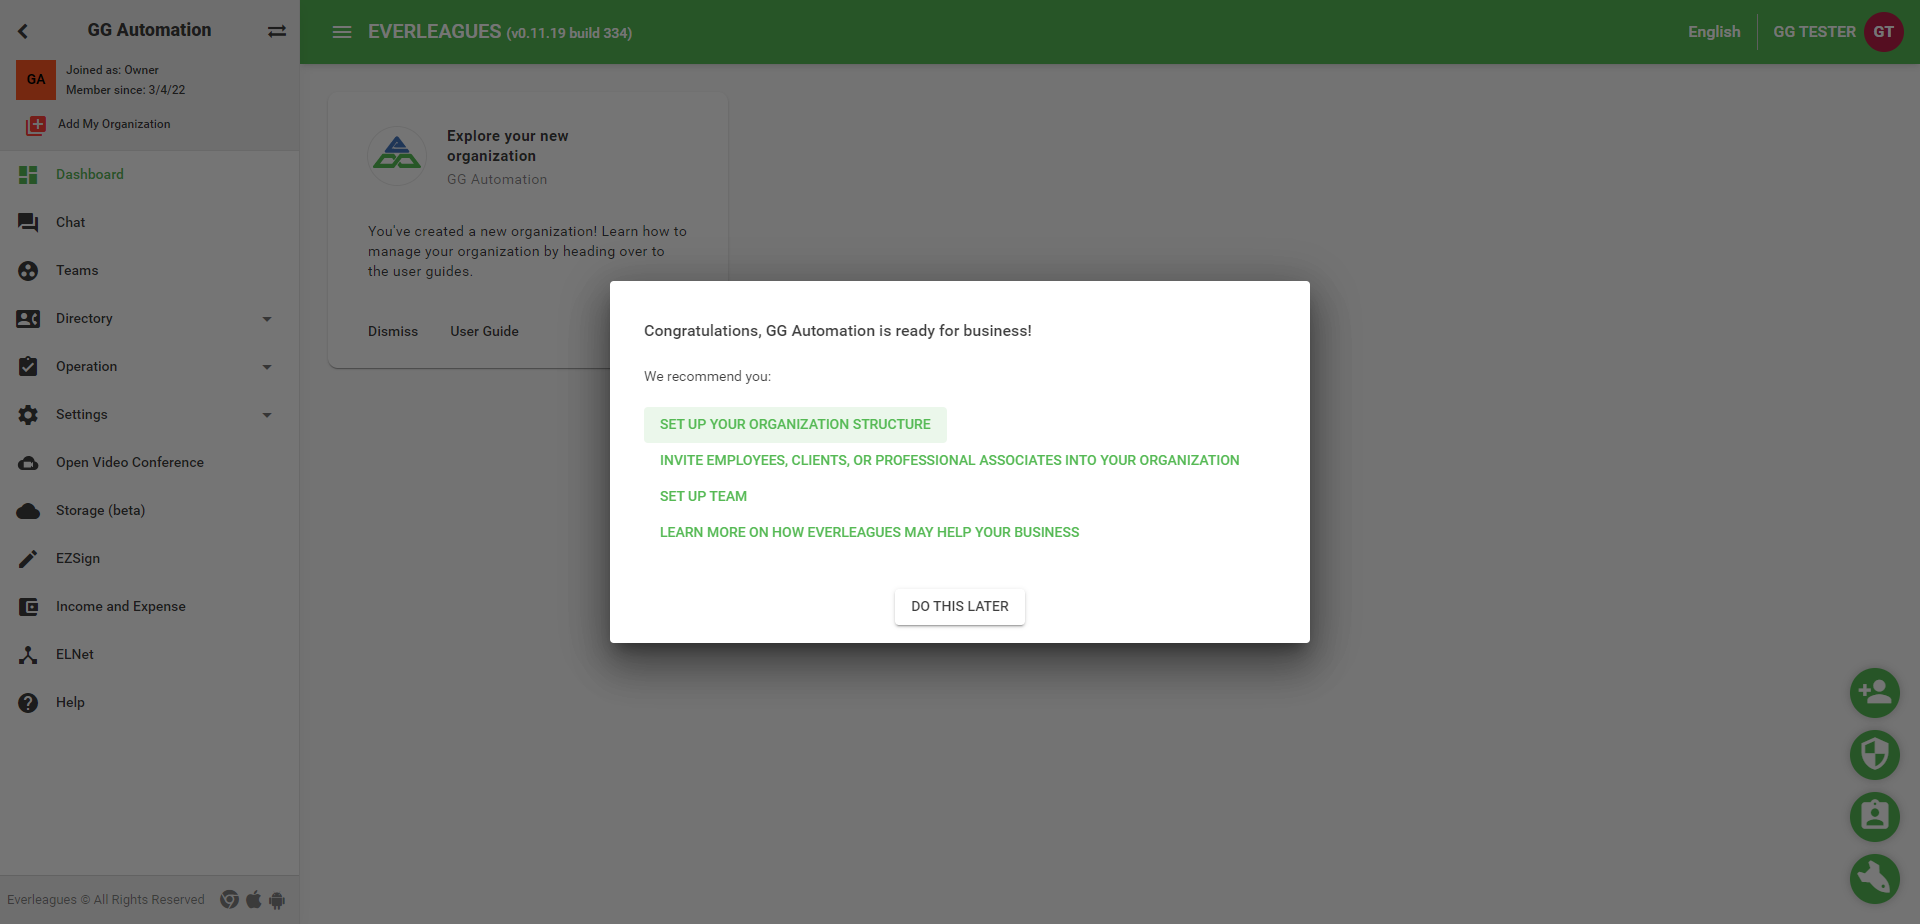 GG Automation
GA
Joined as: Owner
Member since: 3/4/22
Add My Organization
Dashboard
Chat
Teams
Directory
Operation
Settings
Open Video Conference
Storage (beta)
EZSign
Income and Expense
ELNet
Help
Everleagues © All Rights Reserved
EVERLEAGUES (v0.11.19 build 334)
English
GG TESTER
GT
Explore your new
organization
GG Automation
You've created a new organization! Learn how to
manage your organization by heading over to
the user guides.
Dismiss
User Guide
Congratulations, GG Automation is ready for business!
We recommend you:
SET UP YOUR ORGANIZATION STRUCTURE
INVITE EMPLOYEES, CLIENTS, OR PROFESSIONAL ASSOCIATES INTO YOUR ORGANIZATION
SET UP TEAM
LEARN MORE ON HOW EVERLEAGUES MAY HELP YOUR BUSINESS
DO THIS LATER